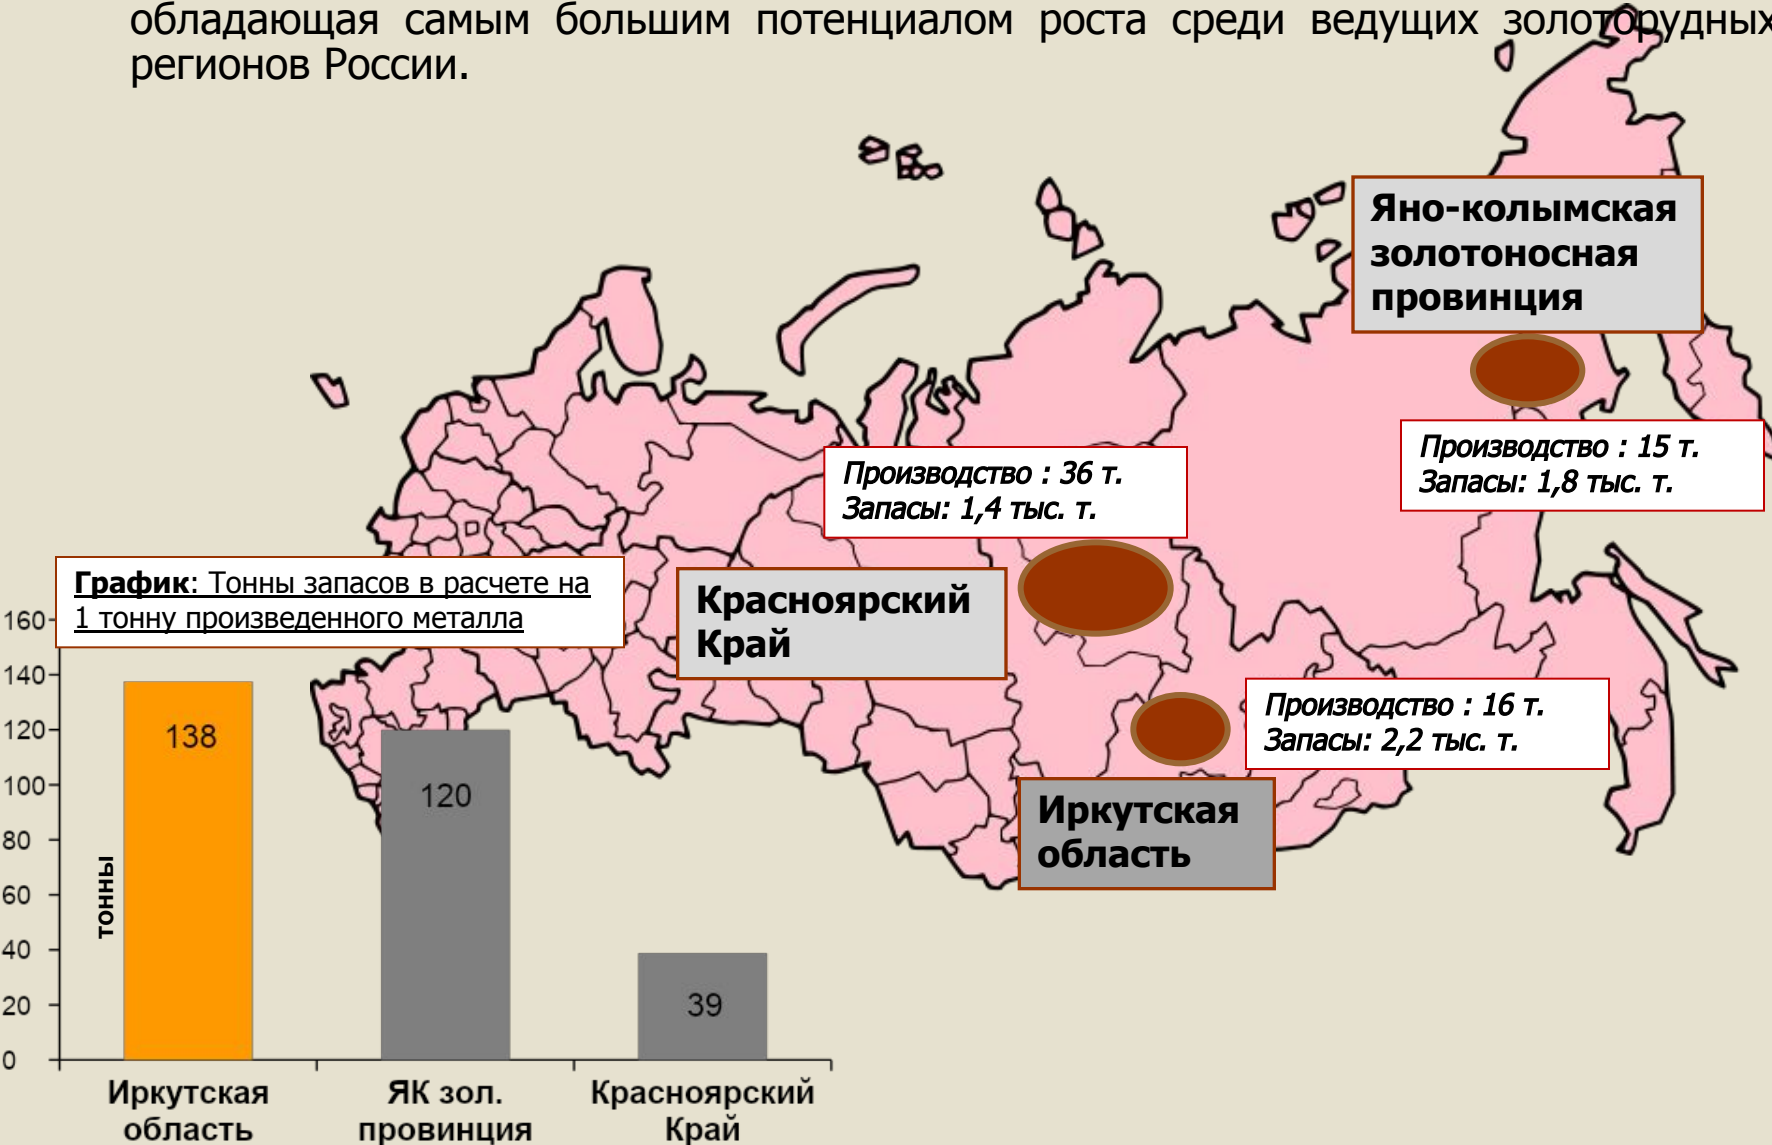 обладающая самым большим потенциалом роста среди ведущих золоторудных
регионов России.
Яно-колымская
золотоносная
провинция
Производство : 15 т.
Запасы: 1,8 тыс. т.
Производство : 36 т.
Запасы: 1,4 тыс. т.
Красноярский
Край
Производство : 16 т.
Запасы: 2,2 тыс. т.
Иркутская
область
График: Тонны запасов в расчете на
1 тонну произведенного металла
160
140
120
100
80
60
40
20
0
тонны
138
120
39
Иркутская
область
ЯК зол.
провинция
Красноярский
Край